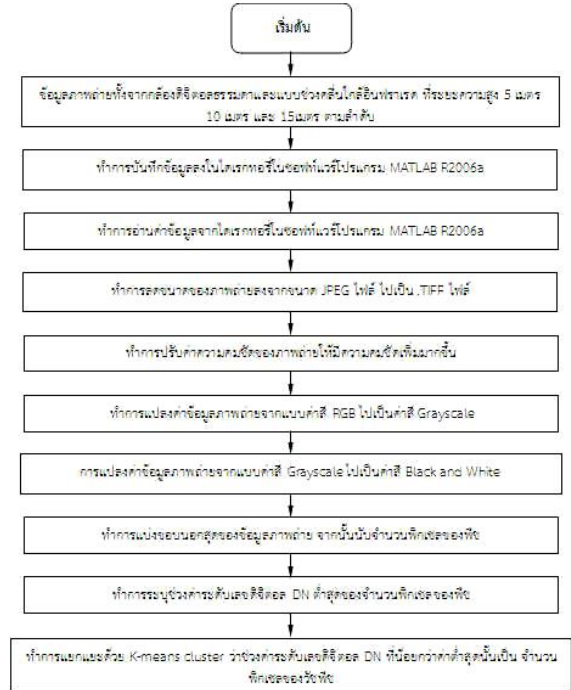 เริ่มต้น
ข้อมูลภาพถ่ายทั้งจากกล้องดิจิตอลธรรมดาและแบบช่วงคลื่นใกล้อินฟราเรด ที่ระยะความสูง 5 เมตร
10 เมตร และ 15เมตร ตามลำดับ
ทำการบันทึกข้อมูลลงในไดเรกทอรี่ในซอฟท์แวร์โปรแกรม MATLAB R2006a
ทำการอ่านค่าข้อมูลจากไดเรกทอรี่ในซอฟท์แวร์โปรแกรม MATLAB R2006a
ทำการลดขนาดของภาพถ่ายลงจากขนาด JPEG ไฟล์ ไปเป็น .TIFF ไฟล์
ทำการปรับค่าความคมชัดของภาพถ่ายให้มีความคมชัดเพิ่มมากขึ้น
ทำการแปลงค่าข้อมูลภาพถ่ายจากแบบค่าสี RGB ไปเป็นค่าสี Grayscale
การแปลงค่าข้อมูลภาพถ่ายจากแบบค่าสี Grayscale ไปเป็นค่าสี Black and White
ทำการแบ่งขอบนอกสุดของข้อมูลภาพถ่าย จากนั้นนับจำนวนพิกเซลของพืช
ทำการระบุช่วงค่าระดับเลขดิจิตอล DN ต่ำสุดของจำนวนพิกเซลของพืช
ทำการแยกแยะด้วย K-means cluster ว่าช่วงค่าระดับเลขดิจิตอล DN ที่น้อยกว่าค่าต่ำสุดนั้นเป็น จำนวน
พิกเซลของวัชพืช